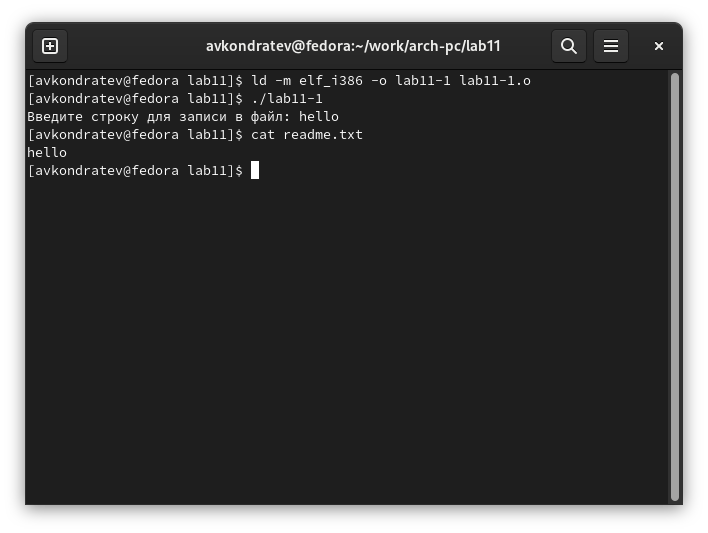 avkondratev@fedora:~/work/arch-pc/lab11
[avkondratev@fedora lab11]$ ld -m elf_i386 -o lab11-1 lab11-1.o
[avkondratev@fedora lab11]$ ./lab11-1
Введите строку для записи в файл: hello
[avkondratev@fedora lab11]$ cat readme.txt
hello
[avkondratev@fedora lab11]$